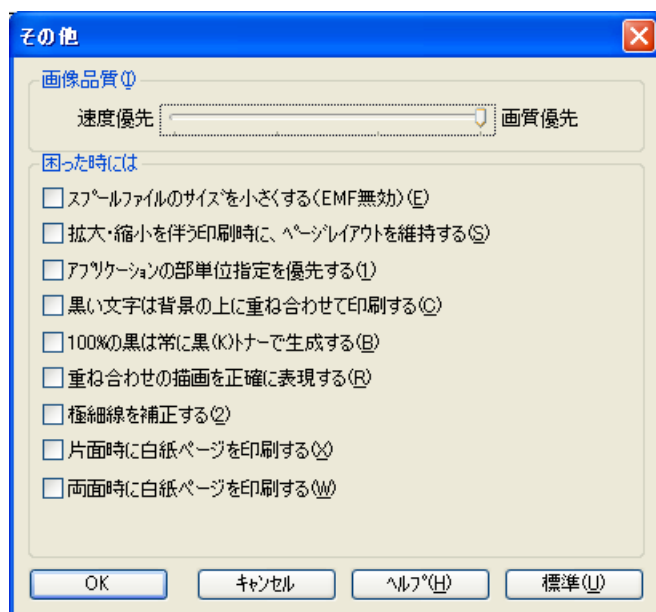 その他
画像品質(I)
速度優先 画質優先
困った時には
スプールファイルのサイズを小さくする(EMF無効)(E)
拡大・縮小を伴う印刷時に、ページレイアウトを維持する(S)
アプリケーションの部単位指定を優先する(1)
黒い文字は背景の上に重ね合わせて印刷する(C)
100%の黒は常に黒(K)トナーで生成する(B)
重ね合わせの描画を正確に表現する(R)
極細線を補正する(2)
片面時に白紙ページを印刷する(X)
両面時に白紙ページを印刷する(W)
OK キャンセル ヘルプ(H) 標準(U)